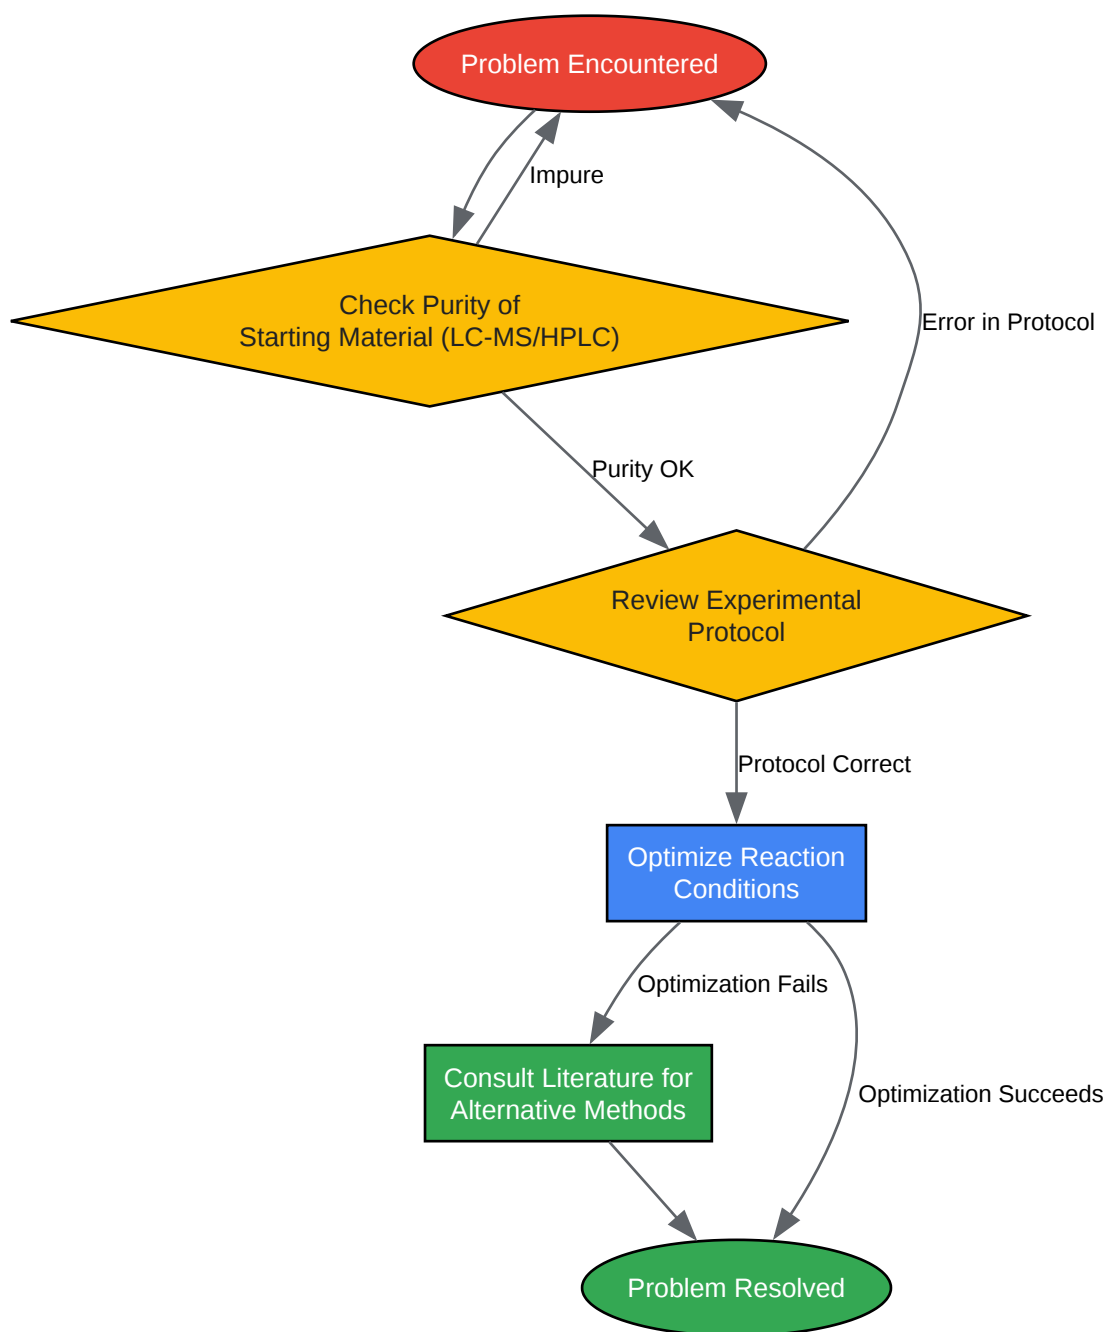 Problem Encountered
Impure
Check Purity of
Starting Material (LC-MS/HPLC)
Error in Protocol
Purity OK
Review Experimental
Protocol
Protocol Correct
Optimize Reaction
Conditions
Optimization Fails
Consult Literature for
Alternative Methods
Optimization Succeeds
Problem Resolved